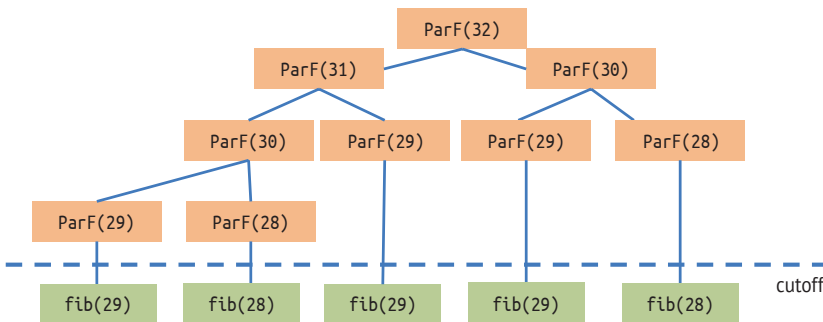 ParF(32)
ParF(31) ParF(30)
ParF(30) ParF(29) ParF(29) ParF(28)
ParF(29) ParF(28)
cutoff
fib(29) fib(28) fib(29) fib(29) fib(28)